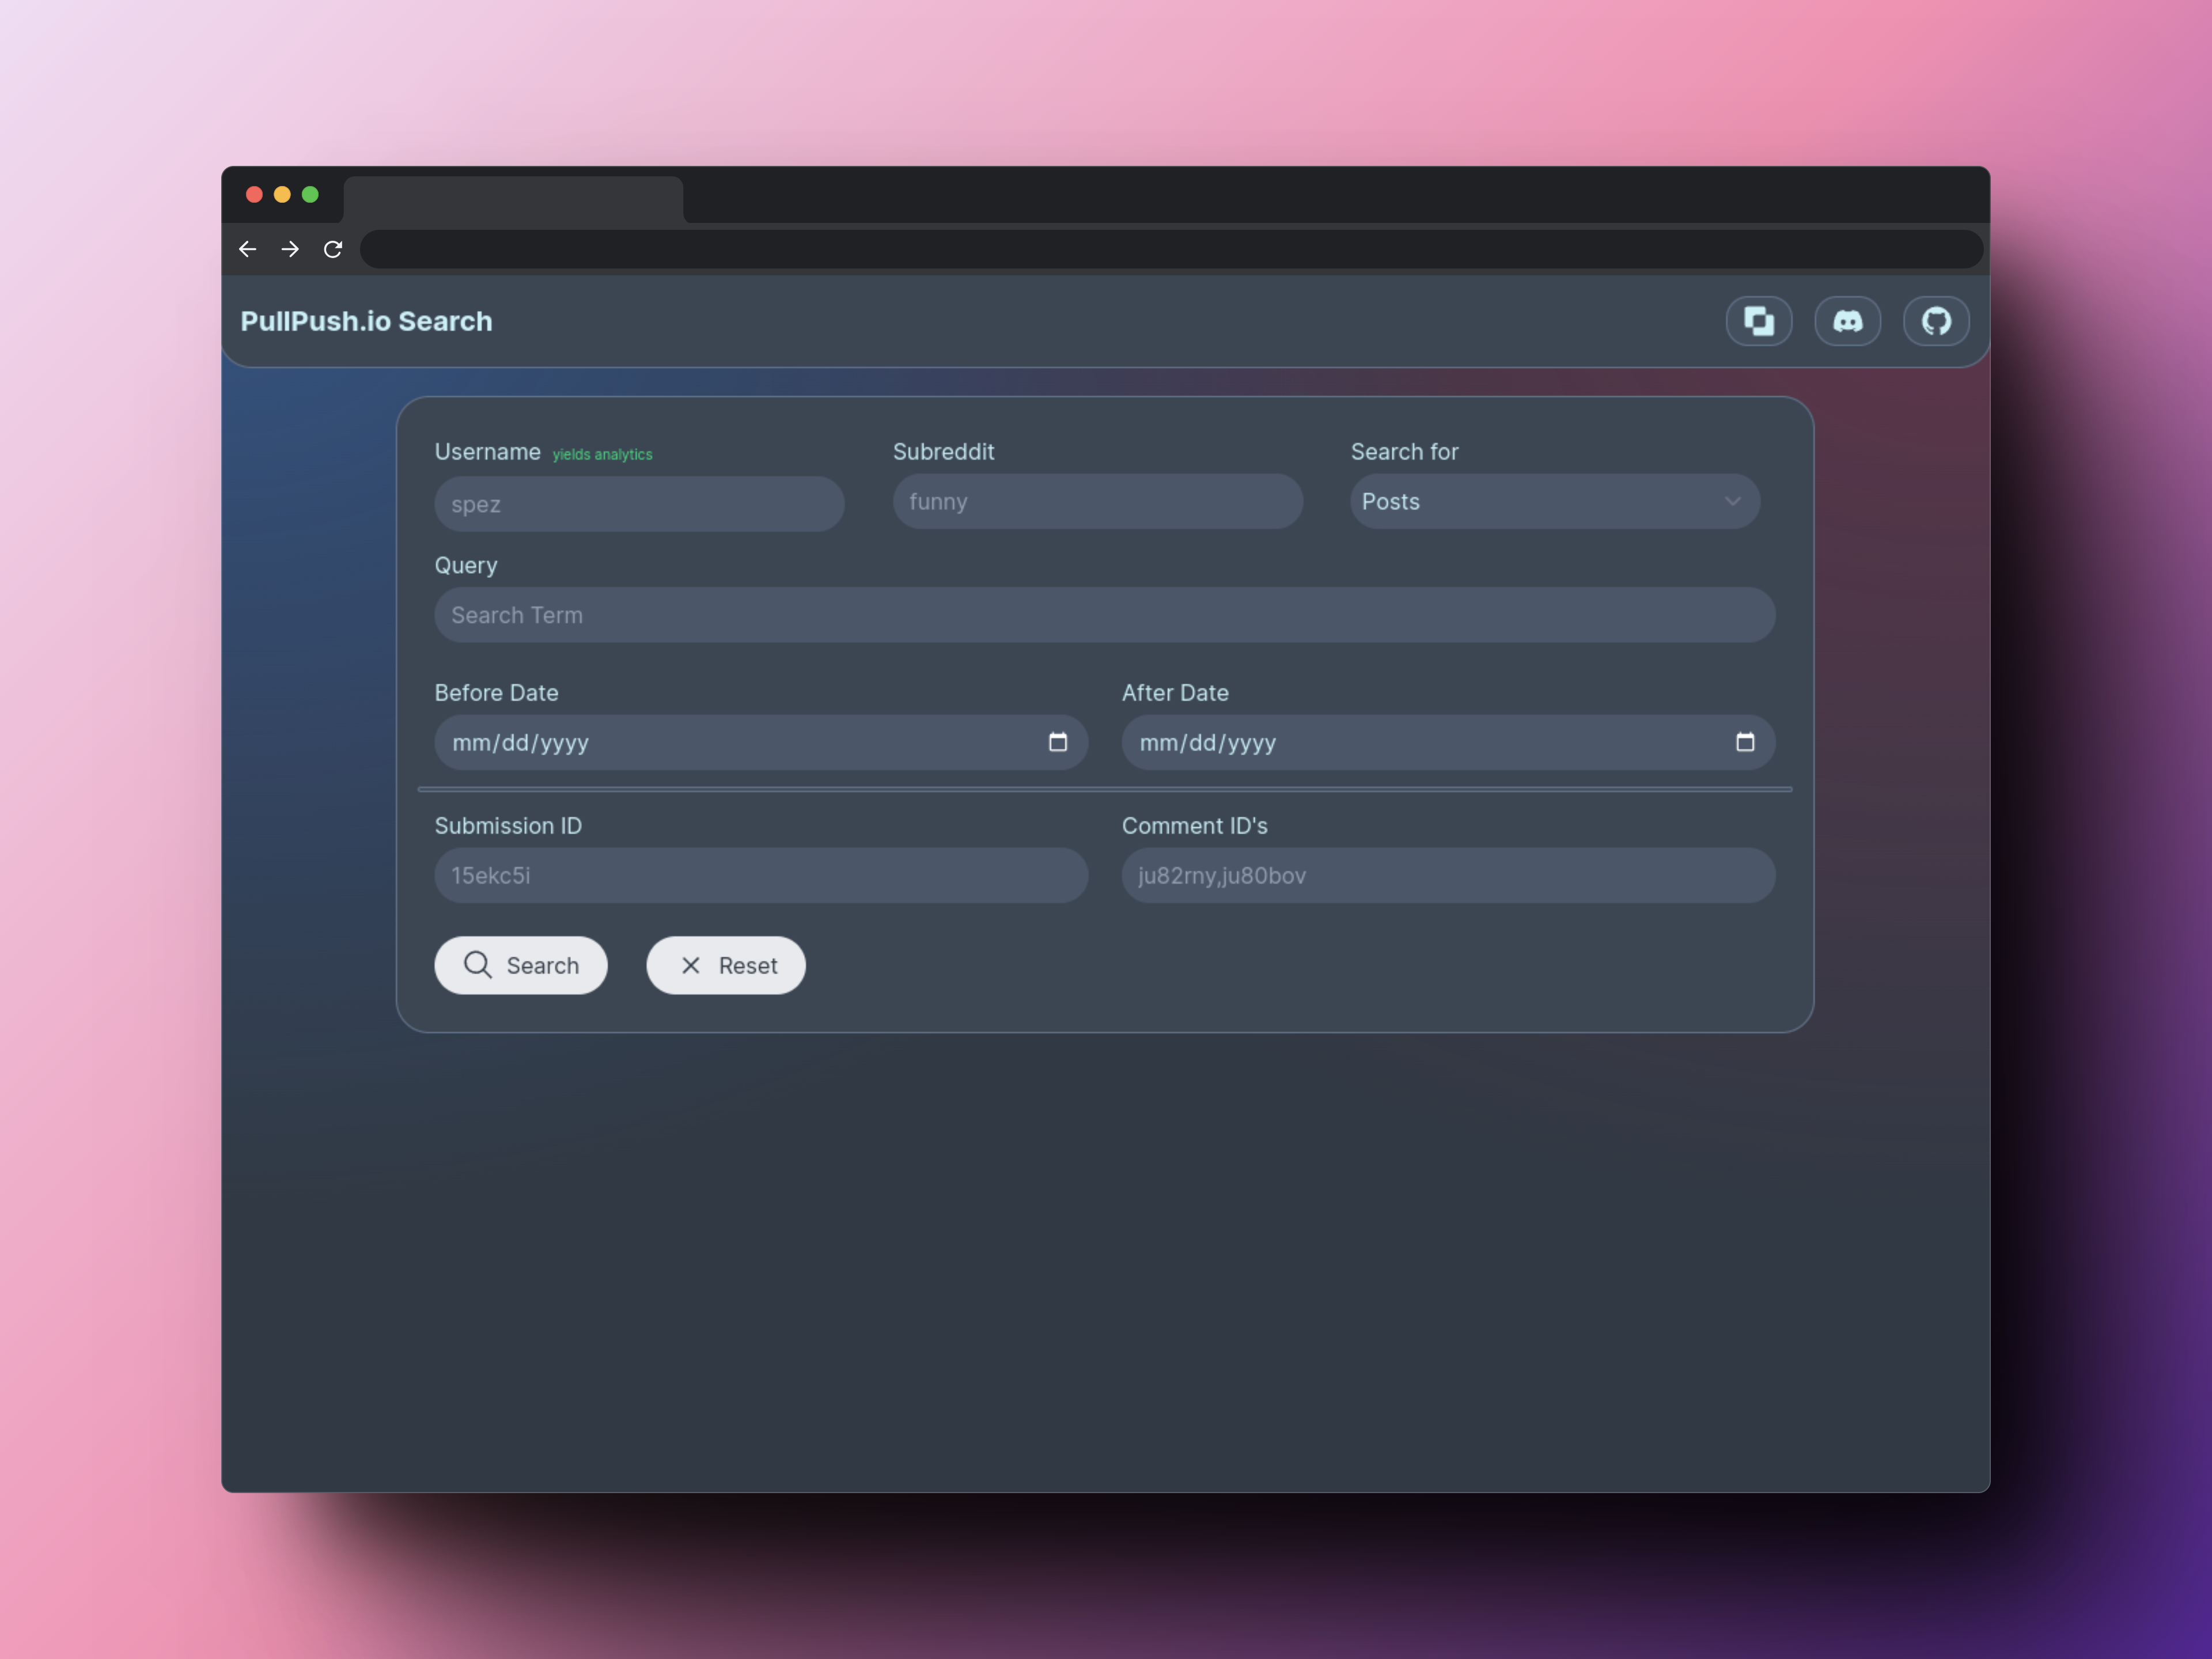 PullPush.io Search
Username yields analytics
Subreddit
Search for
spez
funny
Posts
Query
Search Term
Before Date
After Date
mm/dd/yyyy
mm/dd/yyyy
Submission ID
Comment ID's
15ekc5i
ju82rny,ju80bov
Search
Reset